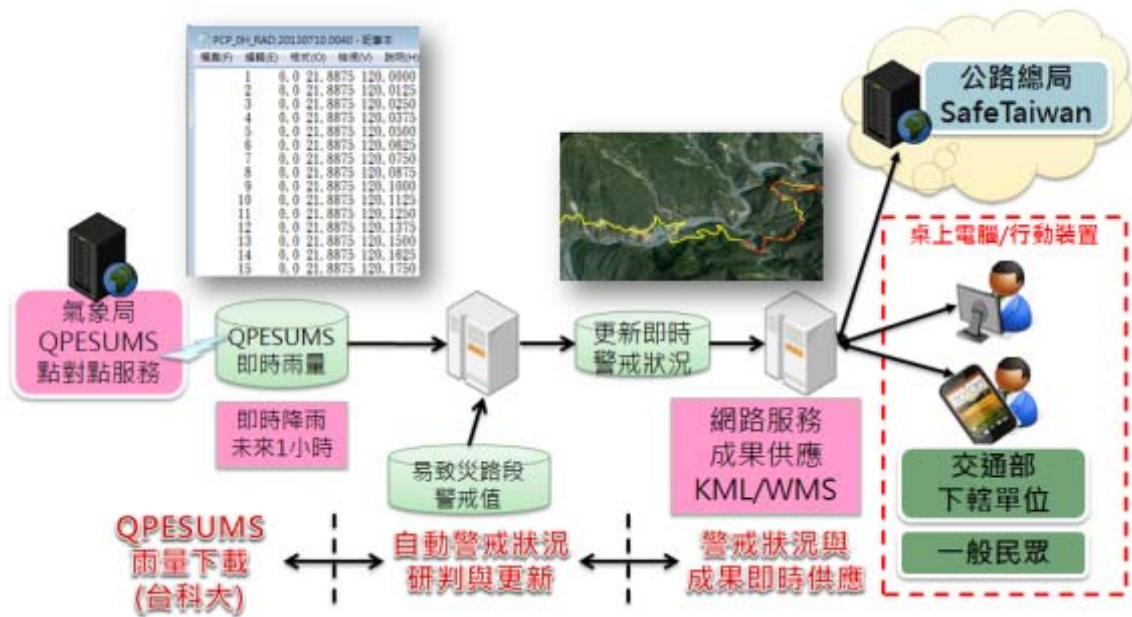 PCP_0H_RAD.20130710.0040 - 記事本
檔案(F) 編輯(E) 格式(O) 檢視(V) 說明(H)
1 0.0 21.8875 120.0000
2 0.0 21.8875 120.0125
3 0.0 21.8875 120.0250
4 0.0 21.8875 120.0375
5 0.0 21.8875 120.0500
6 0.0 21.8875 120.0625
7 0.0 21.8875 120.0750
8 0.0 21.8875 120.0875
9 0.0 21.8875 120.1000
10 0.0 21.8875 120.1125
11 0.0 21.8875 120.1250
12 0.0 21.8875 120.1375
13 0.0 21.8875 120.1500
14 0.0 21.8875 120.1625
15 0.0 21.8875 120.1750
公路總局
SafeTaiwan
桌上電腦/行動裝置
氣象局
QPESUMS
點對點服務
QPESUMS
即時雨量
更新即時
警戒狀況
即時降雨
未來1小時
易致災路段
警戒值
網路服務
成果供應
KML/WMS
交通部
下轄單位
一般民眾
QPESUMS
雨量下載
(台科大)
自動警戒狀況
研判與更新
警戒狀況與
成果即時供應